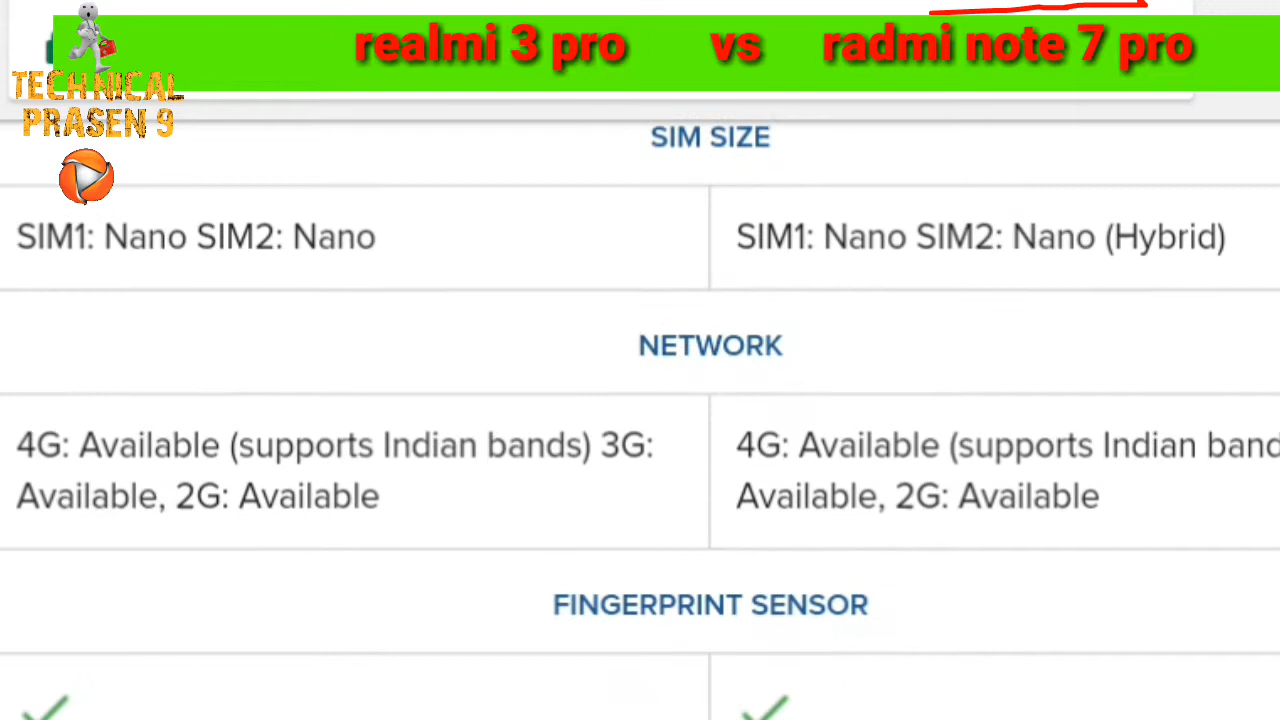 realmi 3 pro vs radmi note 7 pro
TECHNICAL
PRASEN 9
SIM SIZE
SIM1: Nano SIM2: Nano
SIM1: Nano SIM2: Nano (Hybrid)
NETWORK
4G: Available (supports Indian bands) 3G:
Available, 2G: Available
4G: Available (supports Indian band
Available, 2G: Available
FINGERPRINT SENSOR